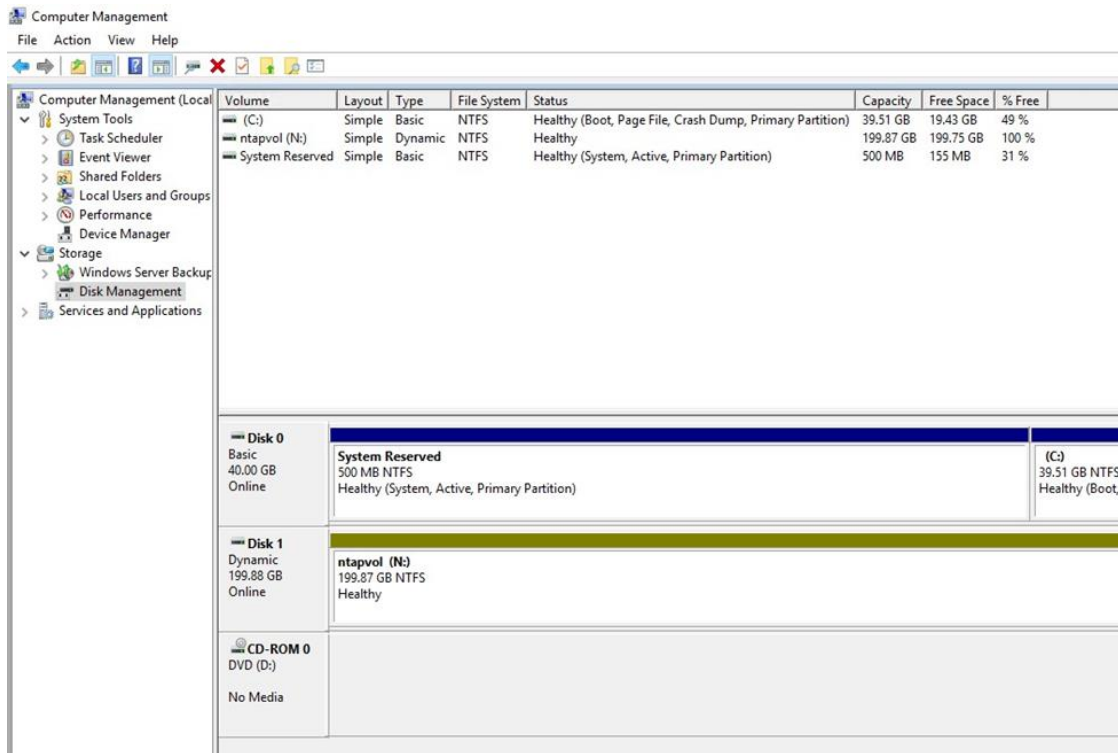 Computer Management
File Action View Help
Computer Management (Local
System Tools
Task Scheduler
Event Viewer
Shared Folders
Local Users and Groups
Performance
Device Manager
Storage
Windows Server Backup
Disk Management
Services and Applications
Volume Layout Type File System Status Capacity Free Space % Free
(C:) Simple Basic NTFS Healthy (Boot, Page File, Crash Dump, Primary Partition) 39.51 GB 19.43 GB 49 %
ntapvol (N:) Simple Dynamic NTFS Healthy 199.87 GB 199.75 GB 100 %
System Reserved Simple Basic NTFS Healthy (System, Active, Primary Partition) 500 MB 155 MB 31 %
Disk 0
Basic
40.00 GB
Online
System Reserved
500 MB NTFS
Healthy (System, Active, Primary Partition)
(C:)
39.51 GB NTFS
Healthy (Boot,
Disk 1
Dynamic
199.88 GB
Online
ntapvol (N:)
199.87 GB NTFS
Healthy
CD-ROM 0
DVD (D:)
No Media